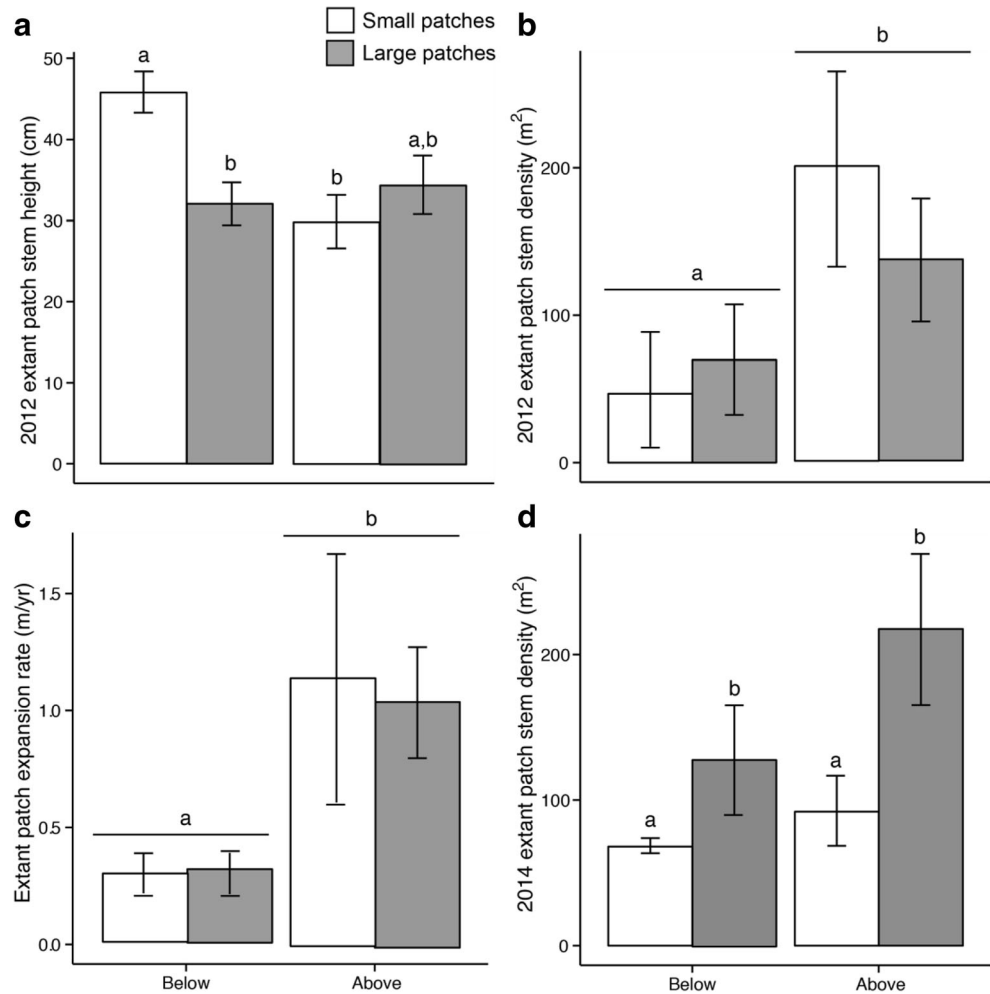 a
Small patches
Large patches
b
2012 extant patch stem height (cm)
50
40
30
20
10
0
a
b
b
a,b
2012 extant patch stem density (m²)
200
100
0
a
b
c
Extant patch expansion rate (m/yr)
1.5
1.0
0.5
0.0
a
b
Below
Above
d
2014 extant patch stem density (m²)
200
100
0
a
b
a
b
Below
Above